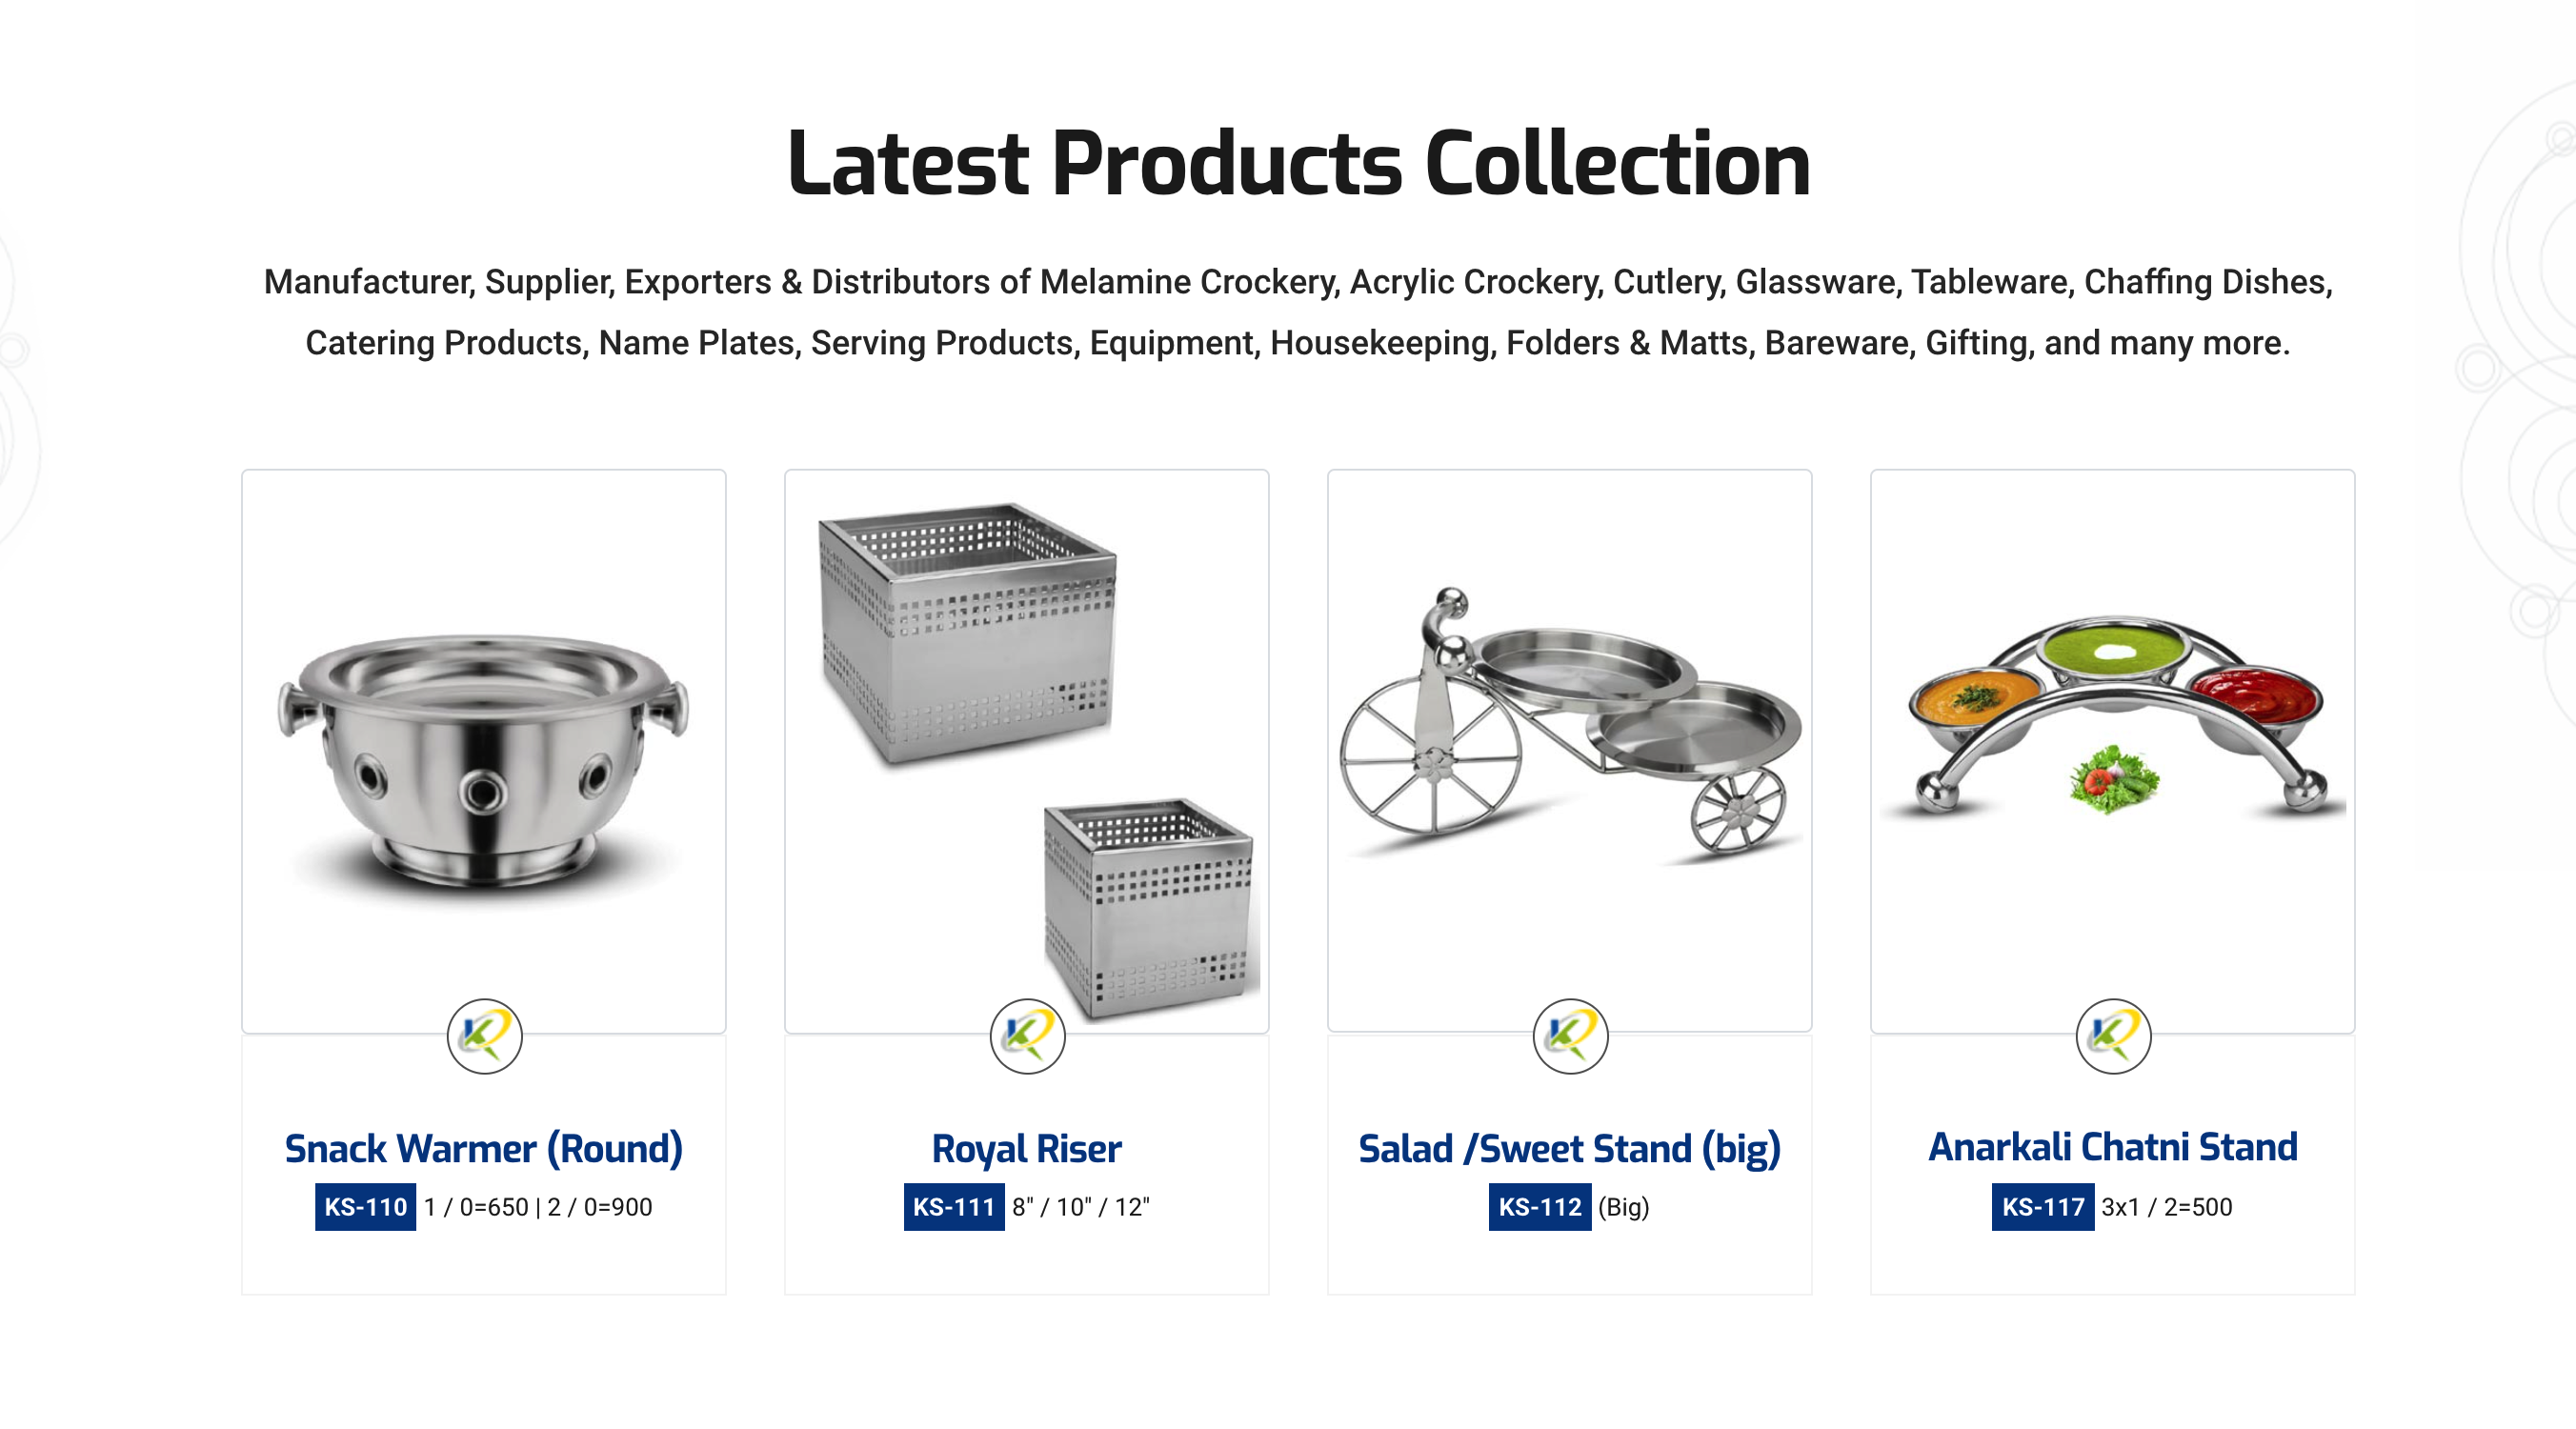 Latest Products Collection
Manufacturer, Supplier, Exporters & Distributors of Melamine Crockery, Acrylic Crockery, Cutlery, Glassware, Tableware, Chaffing Dishes,
Catering Products, Name Plates, Serving Products, Equipment, Housekeeping, Folders & Matts, Bareware, Gifting, and many more.
Snack Warmer (Round)
KS-110 1 / 0=650 | 2 / 0=900
Royal Riser
KS-111 8" / 10" / 12"
Salad /Sweet Stand (big)
KS-112 (Big)
Anarkali Chatni Stand
KS-117 3x1 / 2=500